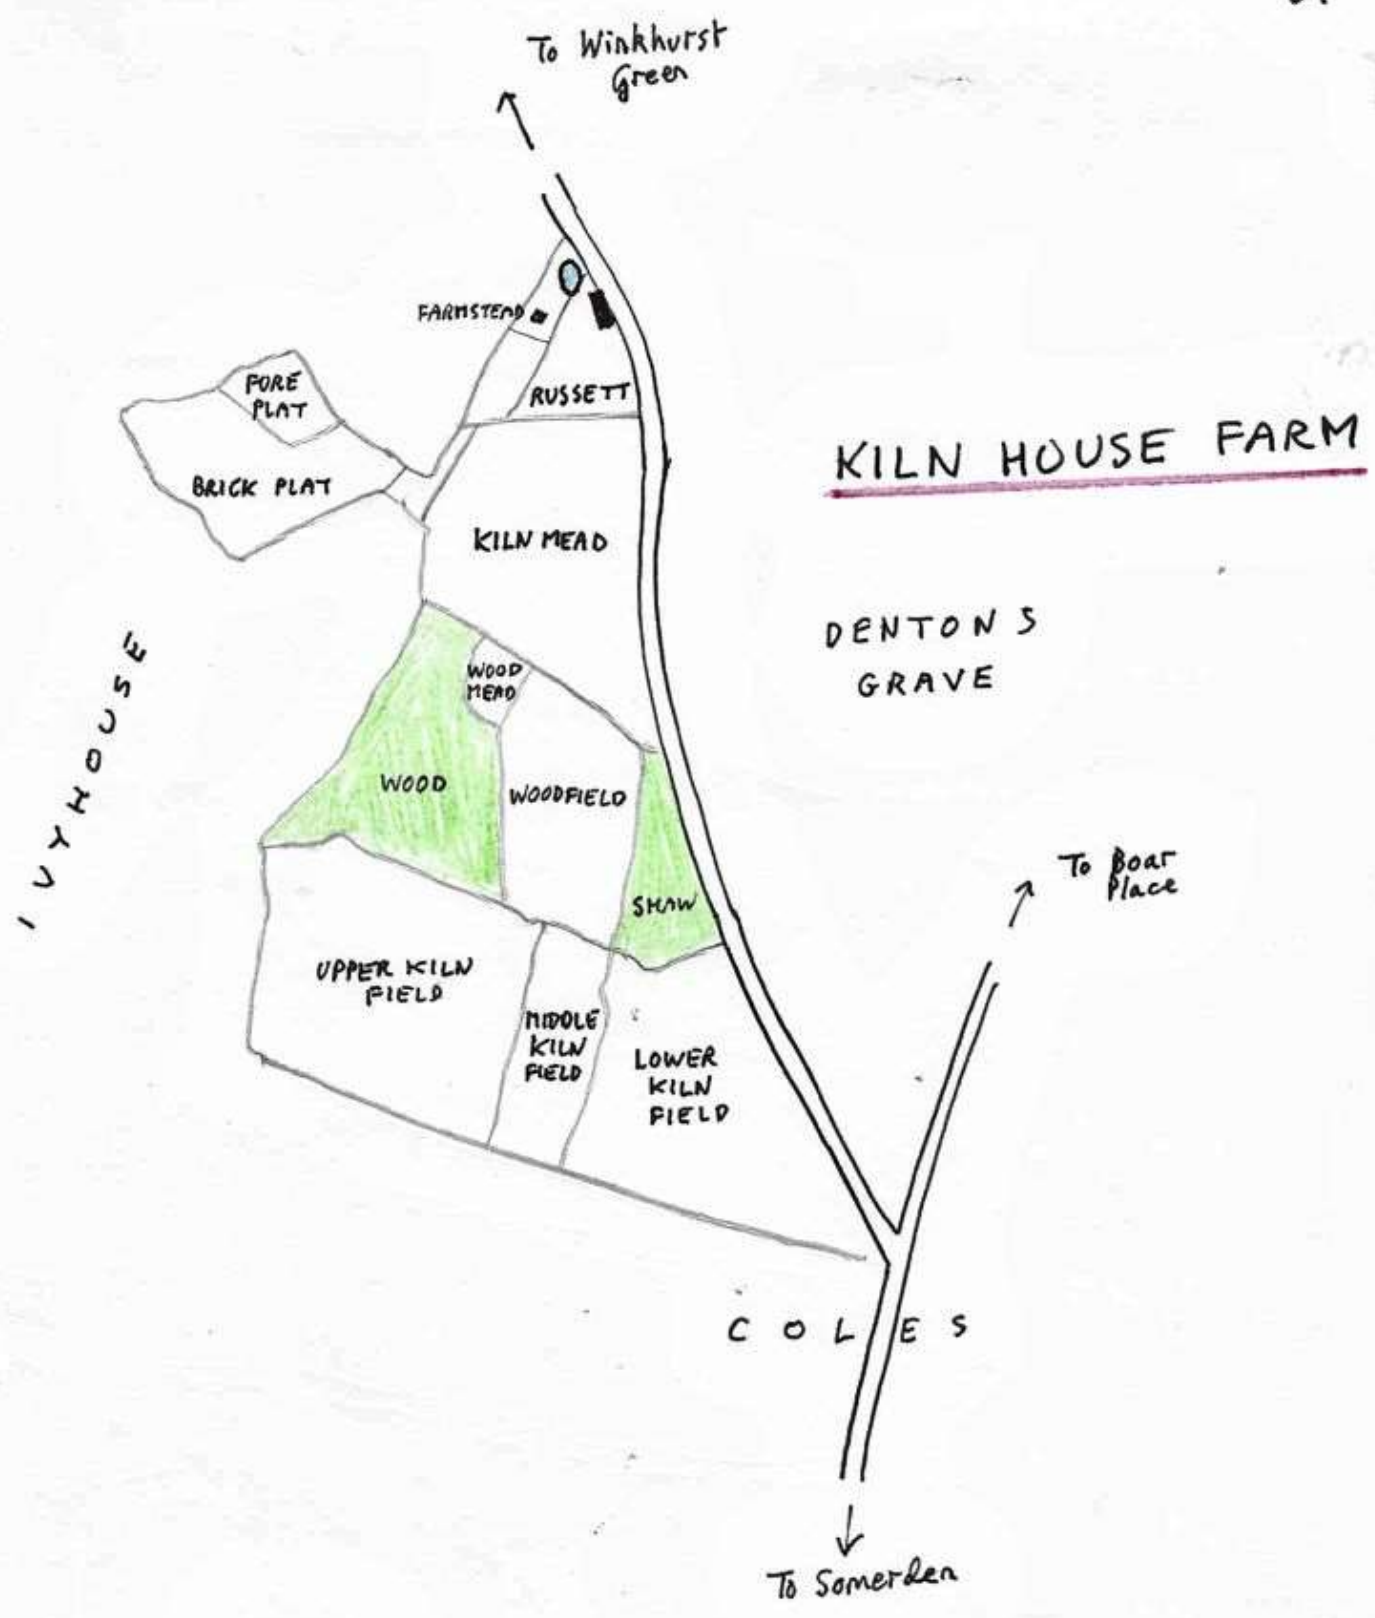 To Winkhurst
Green
FARMSTEAD
FORE
PLAT
RUSSETT
KILN HOUSE FARM
BRICK PLAT
KILN MEAD
DENTONS
GRAVE
IVYHOUSE
WOOD
MEAD
WOOD
WOODFIELD
SHAW
To Boar
Place
UPPER KILN
FIELD
MIDDLE
KILN
FIELD
LOWER
KILN
FIELD
COLES
To Somerden